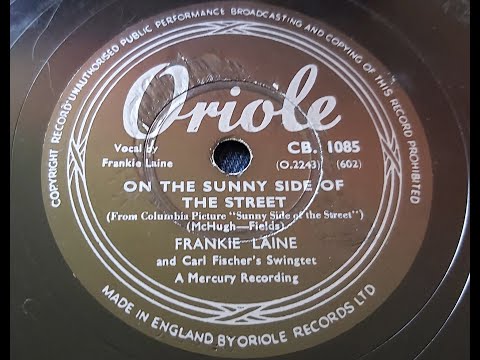 COPYRIGHT RECORD. UNAUTHORISED PUBLIC PERFORMANCE BROADCASTING AND COPYING OF THIS RECORD PROHIBITED
Oriole
Vocal by
Frankie Laine
CB. 1085
(O.2243) (602)
ON THE SUNNY SIDE OF
THE STREET
(From Columbia Picture "Sunny Side of the Street")
(McHugh—Fields)
FRANKIE LAINE
and Carl Fischer's Swingtet
A Mercury Recording
MADE IN ENGLAND BY ORIOLE RECORDS LTD